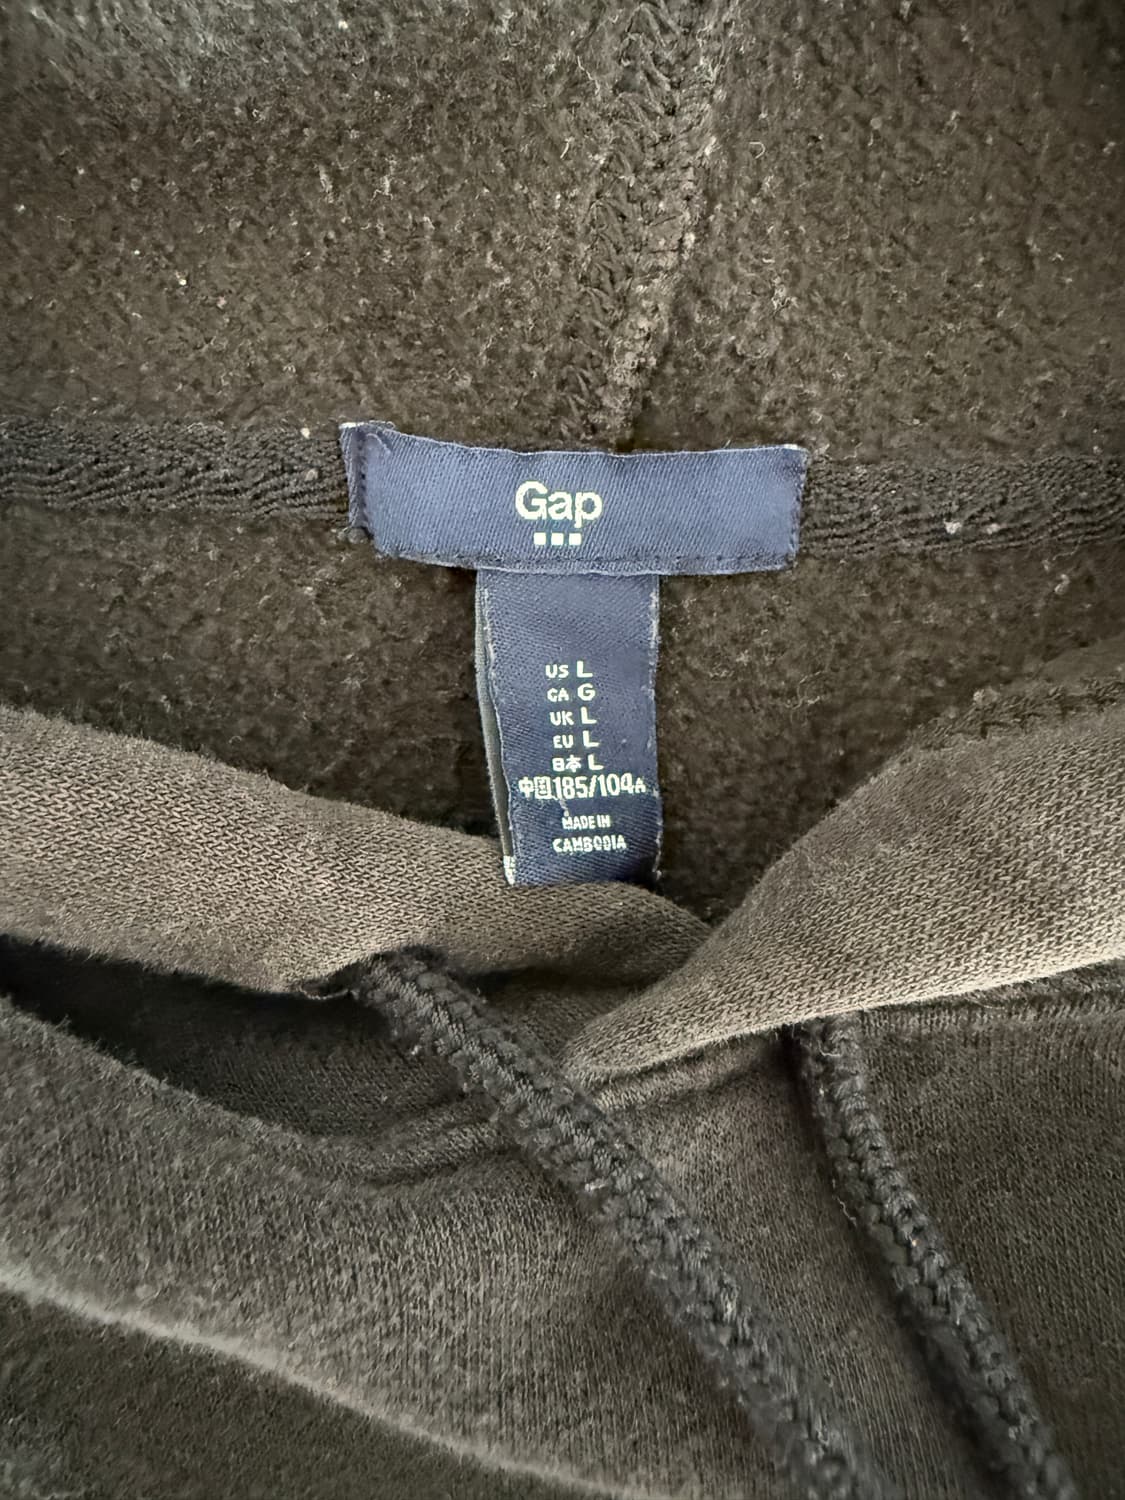 Gap
US L
CA G
UK L
EU L
日本 L
中国185/104A
MADE IN
CAMBODIA